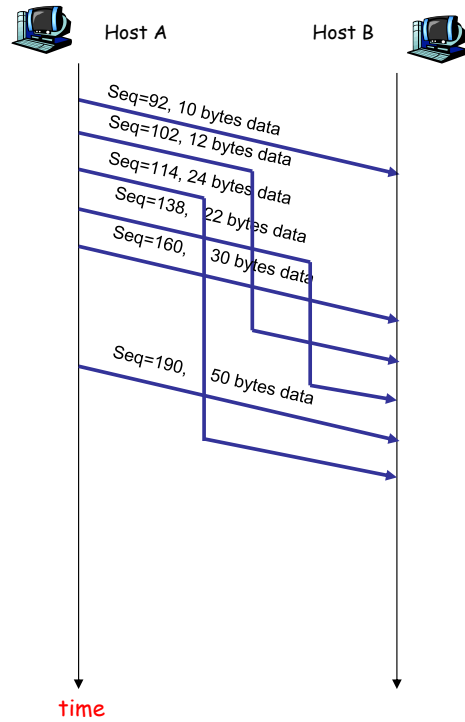 Host A
Host B
Seq=92, 10 bytes data
Seq=102, 12 bytes data
Seq=114, 24 bytes data
Seq=138, 22 bytes data
Seq=160, 30 bytes data
Seq=190, 50 bytes data
time